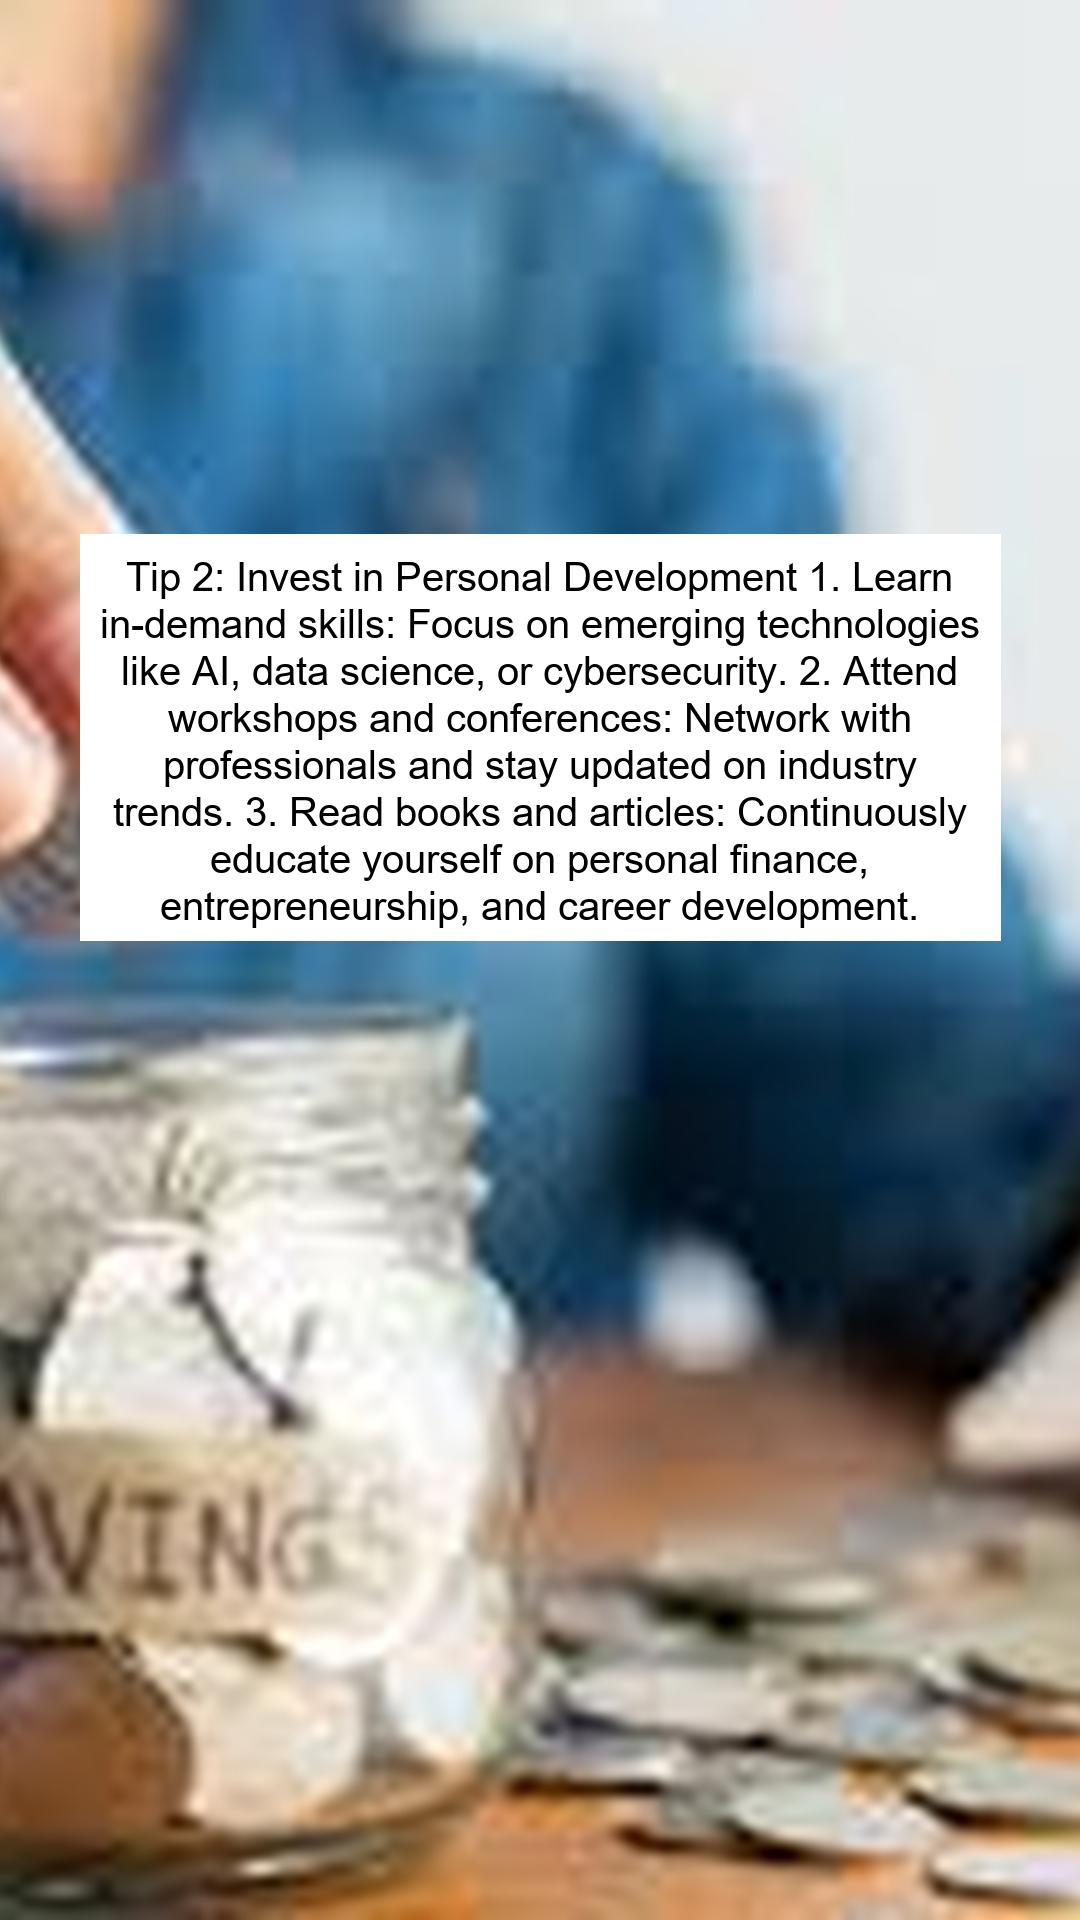 Tip 2: Invest in Personal Development 1. Learn
in-demand skills: Focus on emerging technologies
like AI, data science, or cybersecurity. 2. Attend
workshops and conferences: Network with
professionals and stay updated on industry
trends. 3. Read books and articles: Continuously
educate yourself on personal finance,
entrepreneurship, and career development.
AVINGS